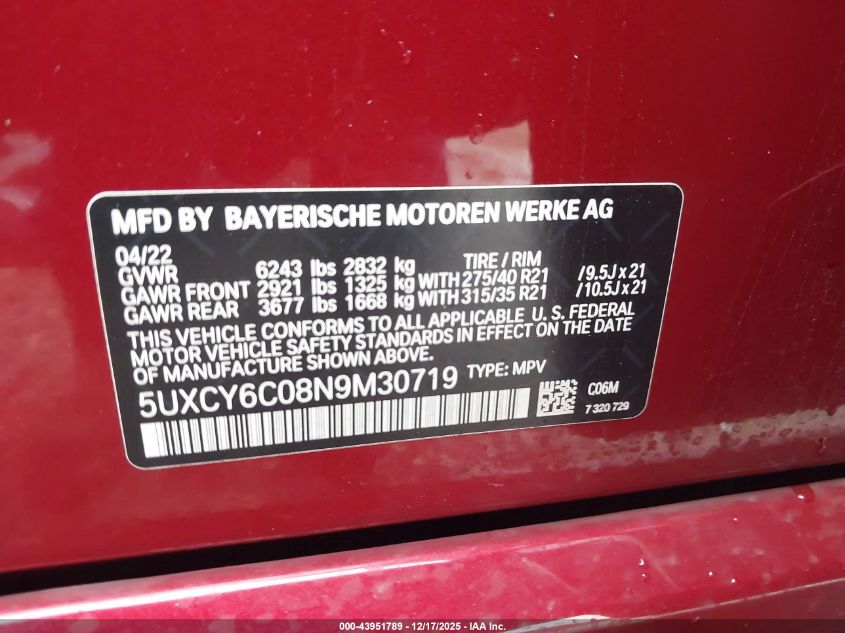 MFD BY BAYERISCHE MOTOREN WERKE AG
04/22
GVWR 6243 lbs 2832 kg TIRE / RIM
GAWR FRONT 2921 lbs 1325 kg WITH 275/40 R21 /9.5J x 21
GAWR REAR 3677 lbs 1668 kg WITH 315/35 R21 /10.5J x 21
THIS VEHICLE CONFORMS TO ALL APPLICABLE U. S. FEDERAL
MOTOR VEHICLE SAFETY STANDARDS IN EFFECT ON THE DATE
OF MANUFACTURE SHOWN ABOVE.
5UXCY6C08N9M30719 TYPE: MPV
C06M
7 320 729
000-43951789 - 12/17/2025 - IAA Inc.